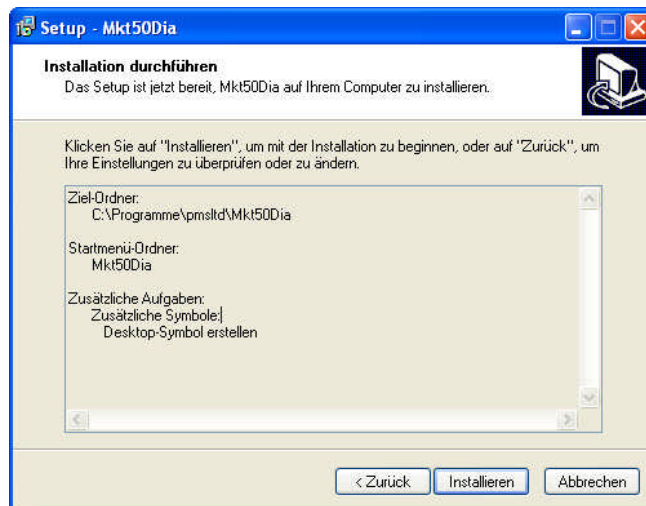 Setup - Mkt50Dia
Installation durchführen
Das Setup ist jetzt bereit, Mkt50Dia auf Ihrem Computer zu installieren.
Klicken Sie auf "Installieren", um mit der Installation zu beginnen, oder auf "Zurück", um
Ihre Einstellungen zu überprüfen oder zu ändern.
Ziel-Ordner:
C:\Programme\pmsltd\Mkt50Dia
Startmenü-Ordner:
Mkt50Dia
Zusätzliche Aufgaben:
Zusätzliche Symbole:
Desktop-Symbol erstellen
< Zurück
Installieren
Abbrechen